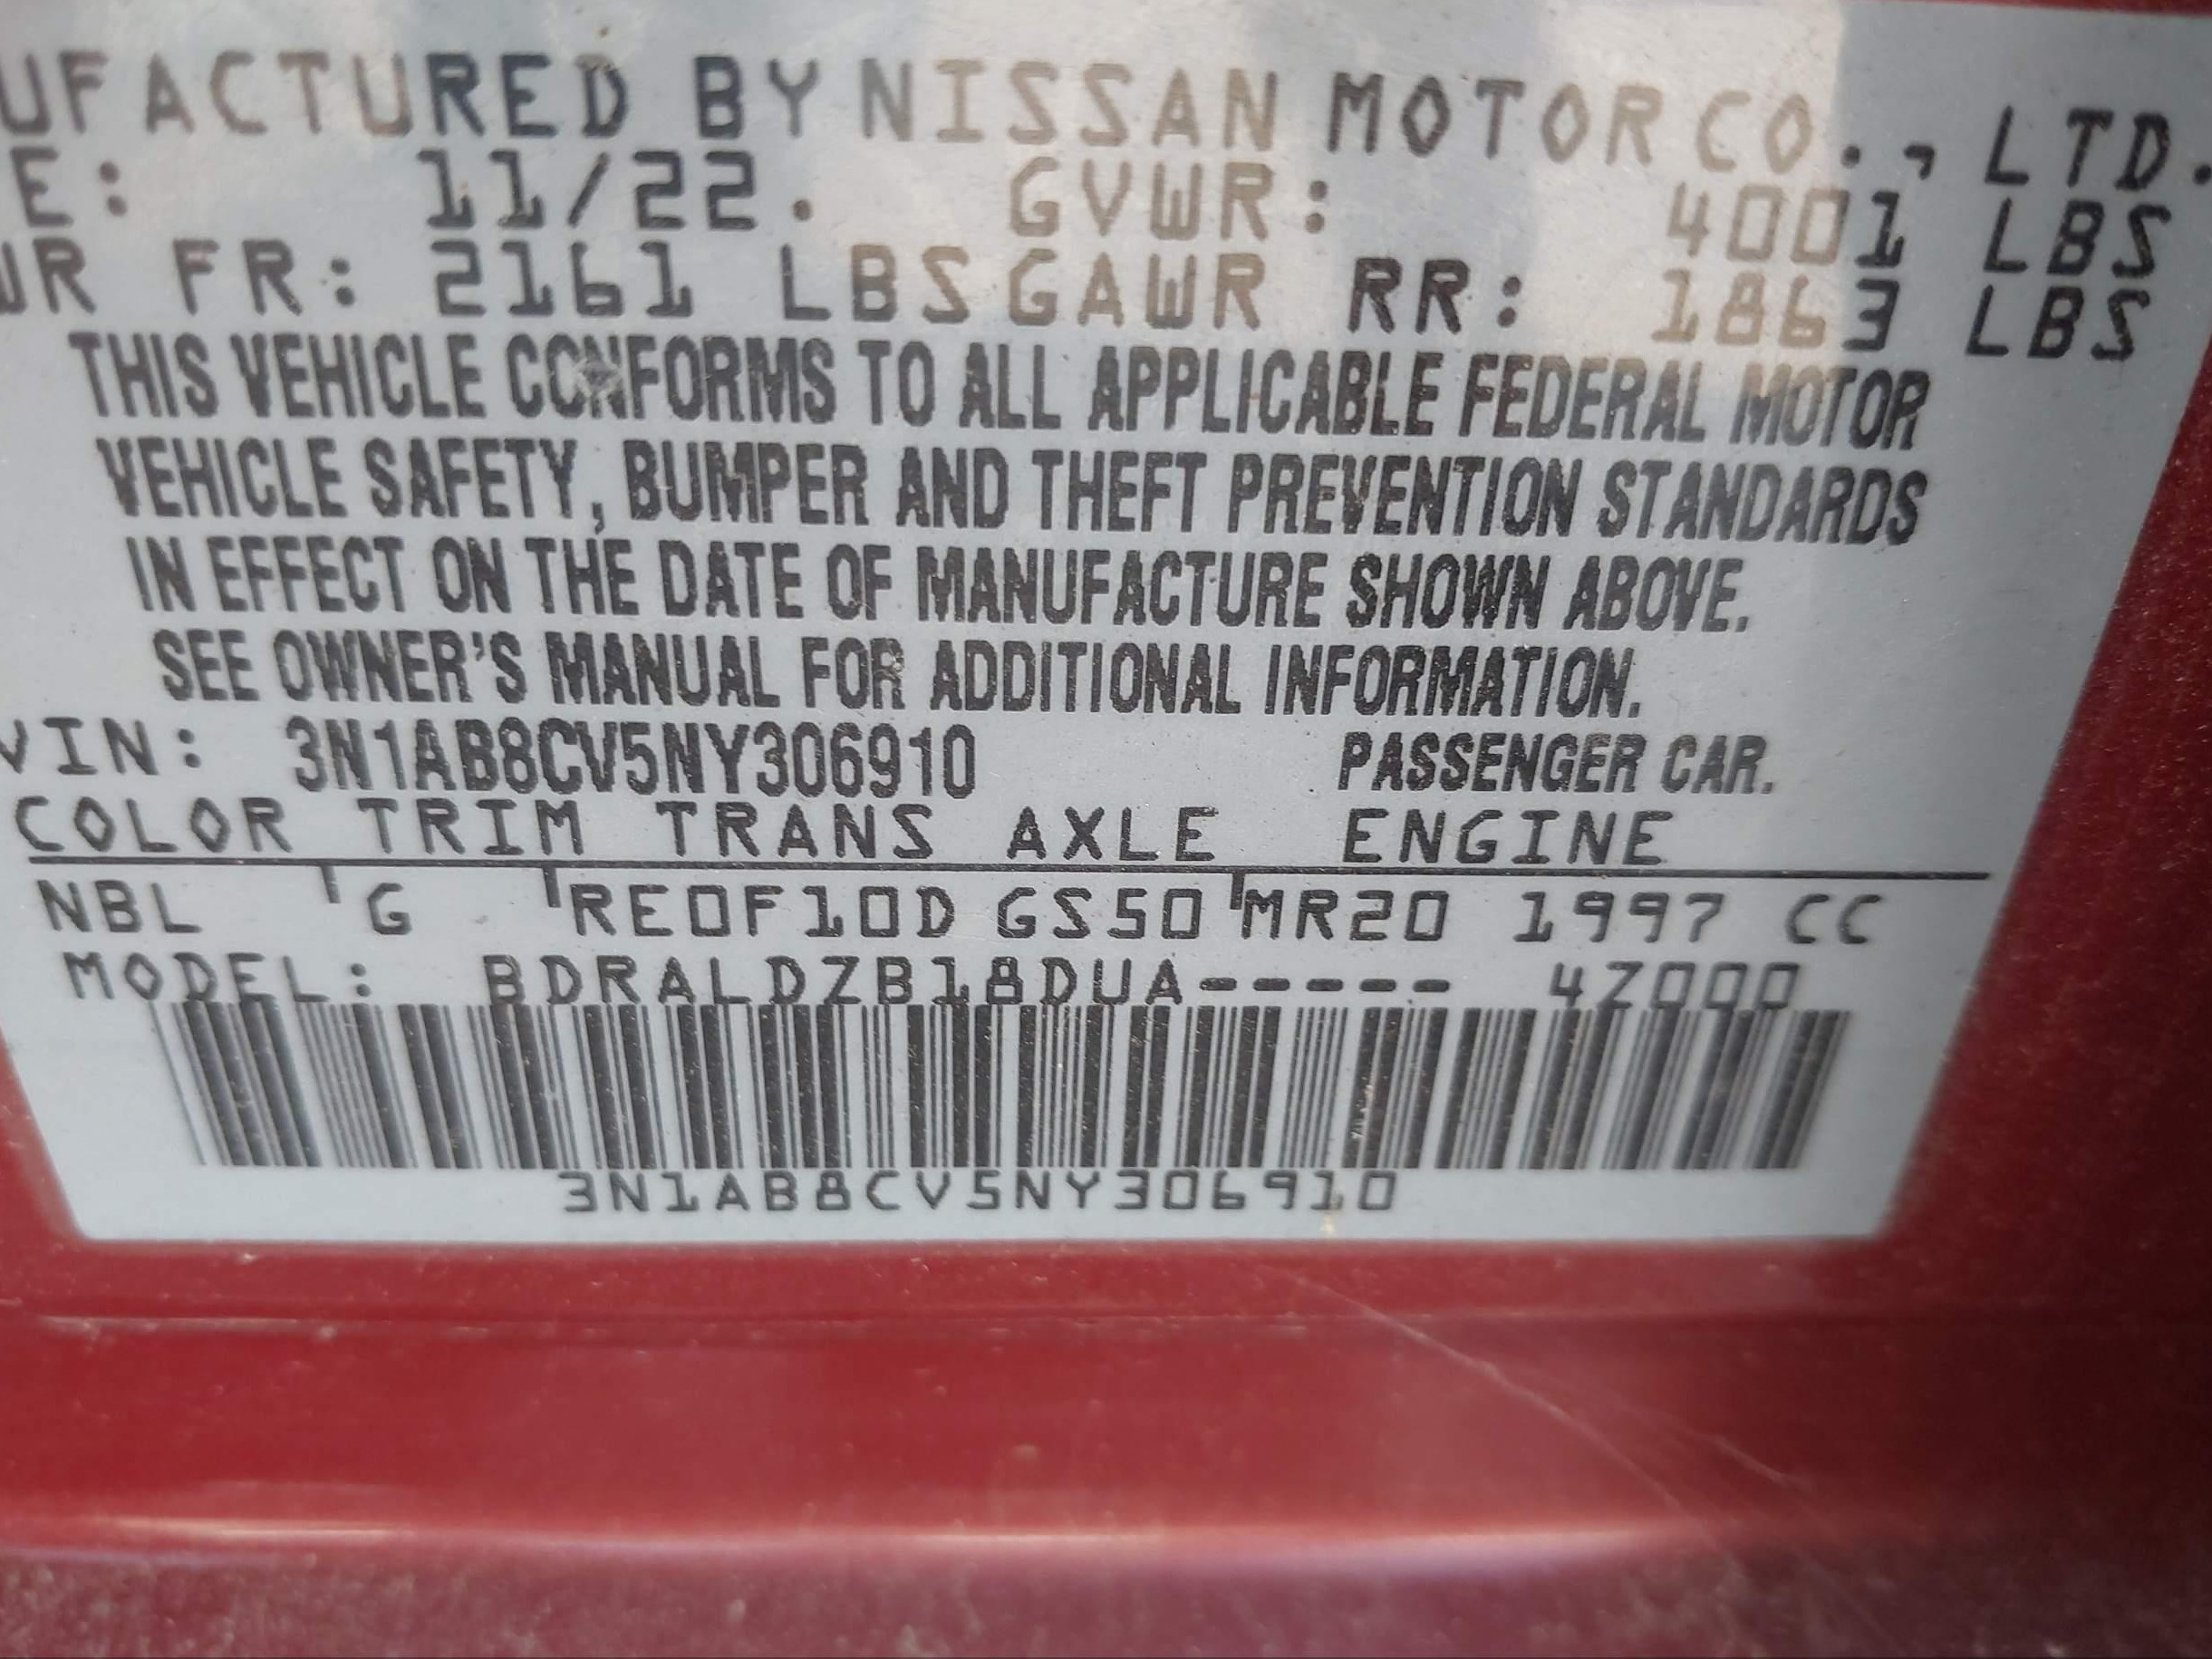 UFACTURED BY NISSAN MOTOR CO., LTD.
E: 11/22. GVWR: 4001 LBS
WR FR: 2161 LBS GAWR RR: 1863 LBS
THIS VEHICLE CONFORMS TO ALL APPLICABLE FEDERAL MOTOR
VEHICLE SAFETY, BUMPER AND THEFT PREVENTION STANDARDS
IN EFFECT ON THE DATE OF MANUFACTURE SHOWN ABOVE.
SEE OWNER'S MANUAL FOR ADDITIONAL INFORMATION.
VIN: 3N1AB8CV5NY306910 PASSENGER CAR.
COLOR TRIM TRANS AXLE ENGINE
NBL G RE0F10D GS50 MR20 1997 CC
MODEL: BDRALDZB18DUA----- 4Z000
3N1AB8CV5NY306910